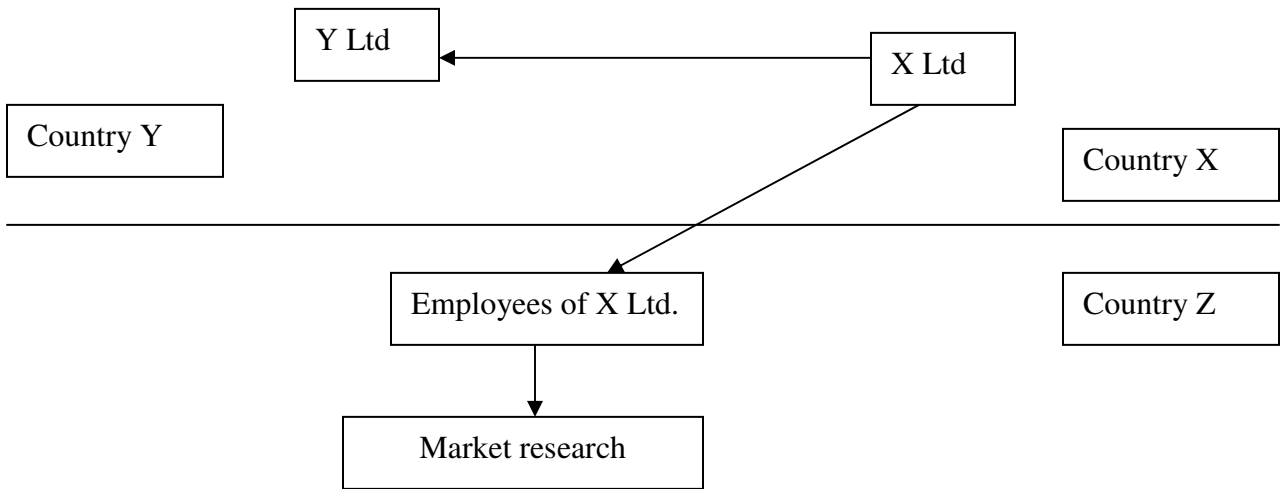 Y Ltd
X Ltd
Country Y
Country X
Employees of X Ltd.
Country Z
Market research